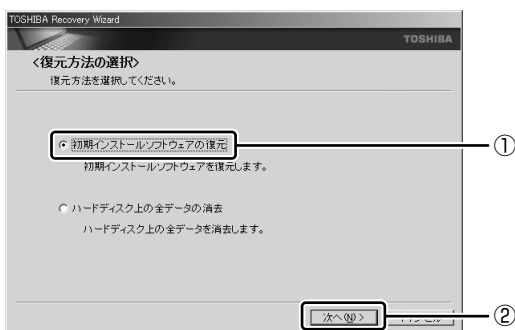 TOSHIBA Recovery Wizard
TOSHIBA
<復元方法の選択>
復元方法を選択してください。
初期インストールソフトウェアの復元
①
初期インストールソフトウェアを復元します。
ハードディスク上の全データの消去
ハードディスク上の全データを消去します。
次へ(N) >
②